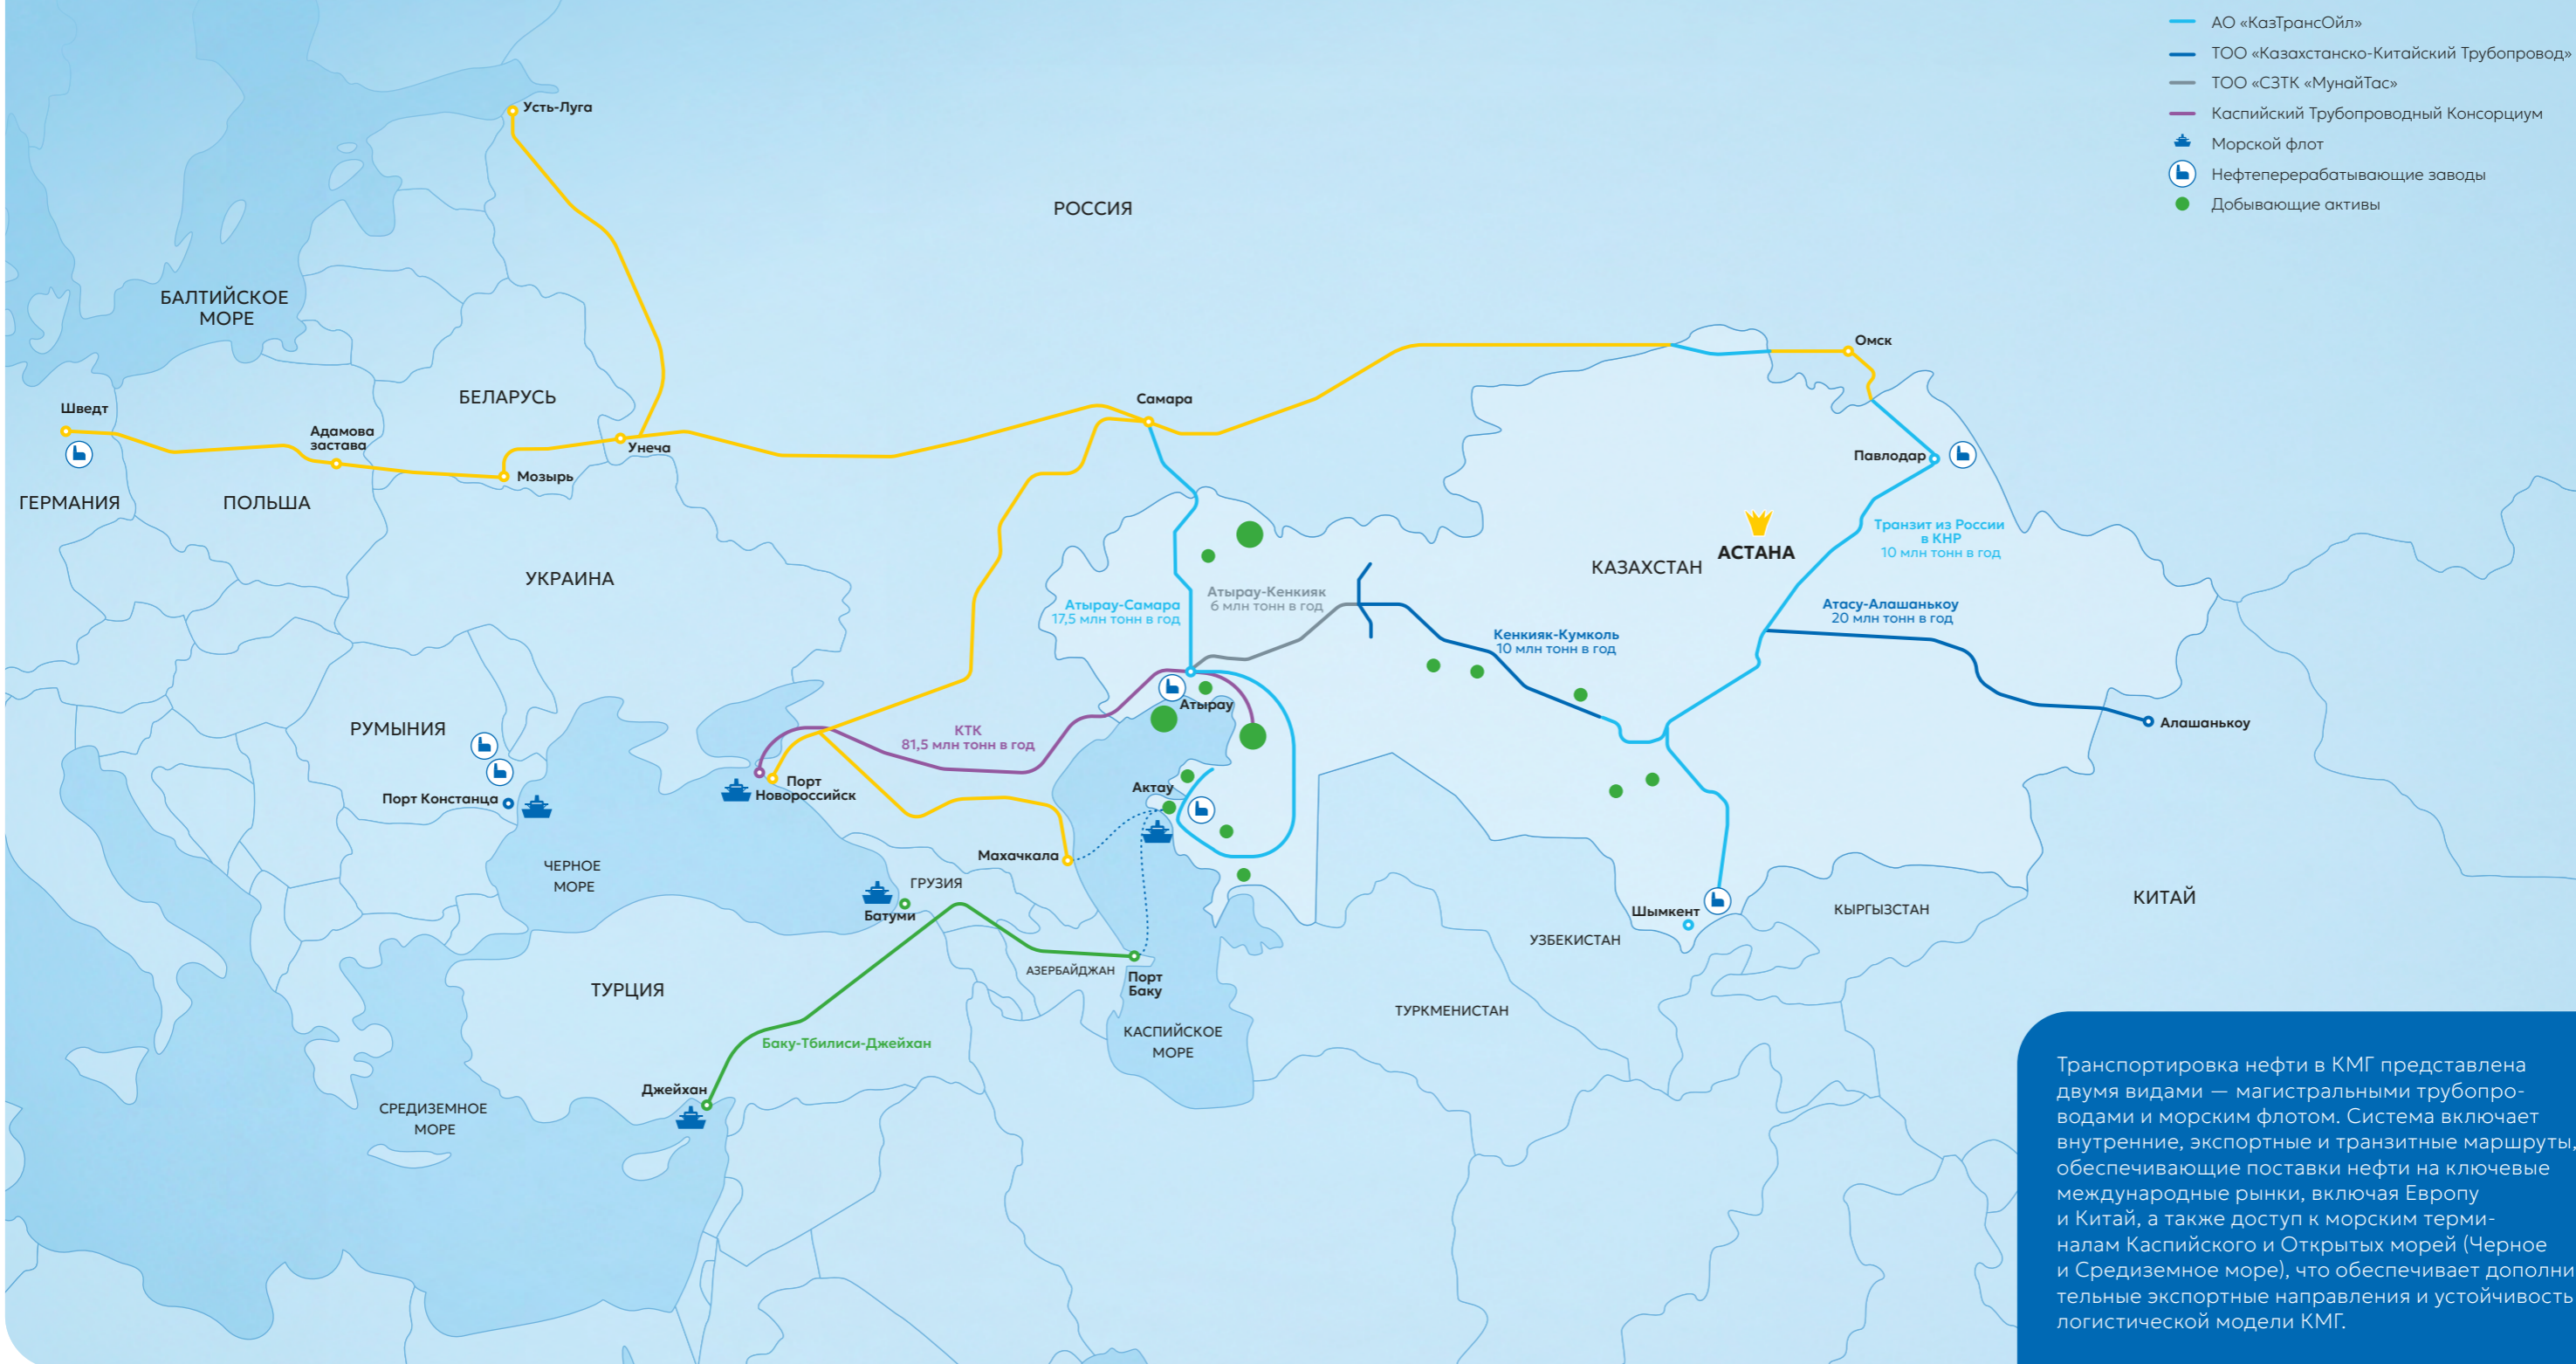 АО «КазТрансОйл»
ТОО «Казахстанско-Китайский Трубопровод»
ТОО «СЗТК «МунайТас»
Каспийский Трубопроводный Консорциум
Морской флот
Нефтеперерабатывающие заводы
Добывающие активы
Усть-Луга
РОССИЯ
БАЛТИЙСКОЕ
МОРЕ
Омск
БЕЛАРУСЬ
Самара
Шведт
Адамова
застава
Унеча
Павлодар
Мозырь
ГЕРМАНИЯ
ПОЛЬША
Транзит из России
в КНР
10 млн тонн в год
АСТАНА
КАЗАХСТАН
УКРАИНА
Атырау-Самара
17,5 млн тонн в год
Атырау-Кенкияк
6 млн тонн в год
Атасу-Алашанькоу
20 млн тонн в год
Кенкияк-Кумколь
10 млн тонн в год
Атырау
РУМЫНИЯ
КТК
81,5 млн тонн в год
Алашанькоу
Порт
Новороссийск
Актау
Порт Констанца
Махачкала
ЧЕРНОЕ
МОРЕ
ГРУЗИЯ
Батуми
Шымкент
КЫРГЫЗСТАН
КИТАЙ
УЗБЕКИСТАН
АЗЕРБАЙДЖАН
Порт
Баку
ТУРЦИЯ
ТУРКМЕНИСТАН
КАСПИЙСКОЕ
МОРЕ
Баку-Тбилиси-Джейхан
Джейхан
СРЕДИЗЕМНОЕ
МОРЕ
Транспортировка нефти в КМГ представлена
двумя видами — магистральными трубопро-
водами и морским флотом. Система включает
внутренние, экспортные и транзитные маршруты,
обеспечивающие поставки нефти на ключевые
международные рынки, включая Европу
и Китай, а также доступ к морским терми-
налам Каспийского и Открытых морей (Черное
и Средиземное море), что обеспечивает дополни
тельные экспортные направления и устойчивость
логистической модели КМГ.